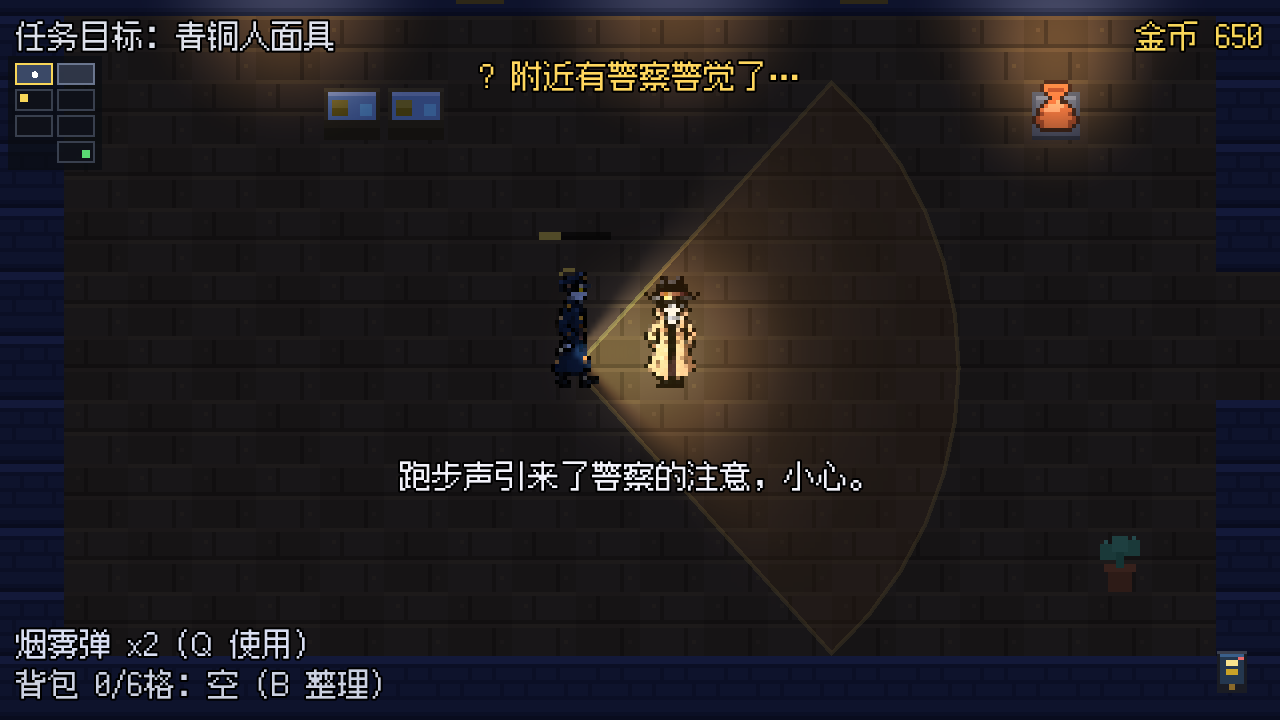 任务目标：青铜人面具
金币 650
？附近有警察警觉了…
跑步声引来了警察的注意，小心。
烟雾弹 x2（Q 使用）
背包 0/6格：空（B 整理）